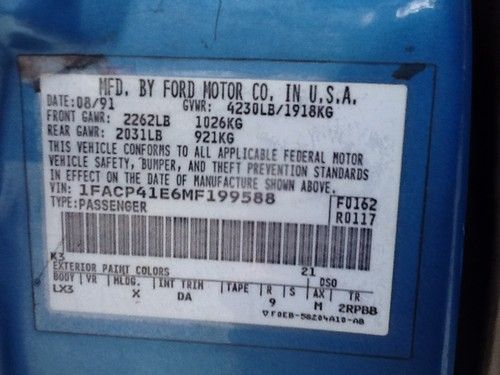 MFD. BY FORD MOTOR CO. IN U.S.A.
DATE: 08/91 GVWR: 4230LB/1918KG
FRONT GAWR: 2262LB 1026KG
REAR GAWR: 2031LB 921KG
THIS VEHICLE CONFORMS TO ALL APPLICABLE FEDERAL MOTOR
VEHICLE SAFETY, BUMPER, AND THEFT PREVENTION STANDARDS
IN EFFECT ON THE DATE OF MANUFACTURE SHOWN ABOVE.
VIN: 1FACP41E6MF199588 F0162
TYPE: PASSENGER R0117
K3 21
EXTERIOR PAINT COLORS DSO
BODY VR MLDG. INT TRIM TAPE R S AX TR
LX3 X DA 9 M 2RPBB
▽ F0EB-5820410-AB